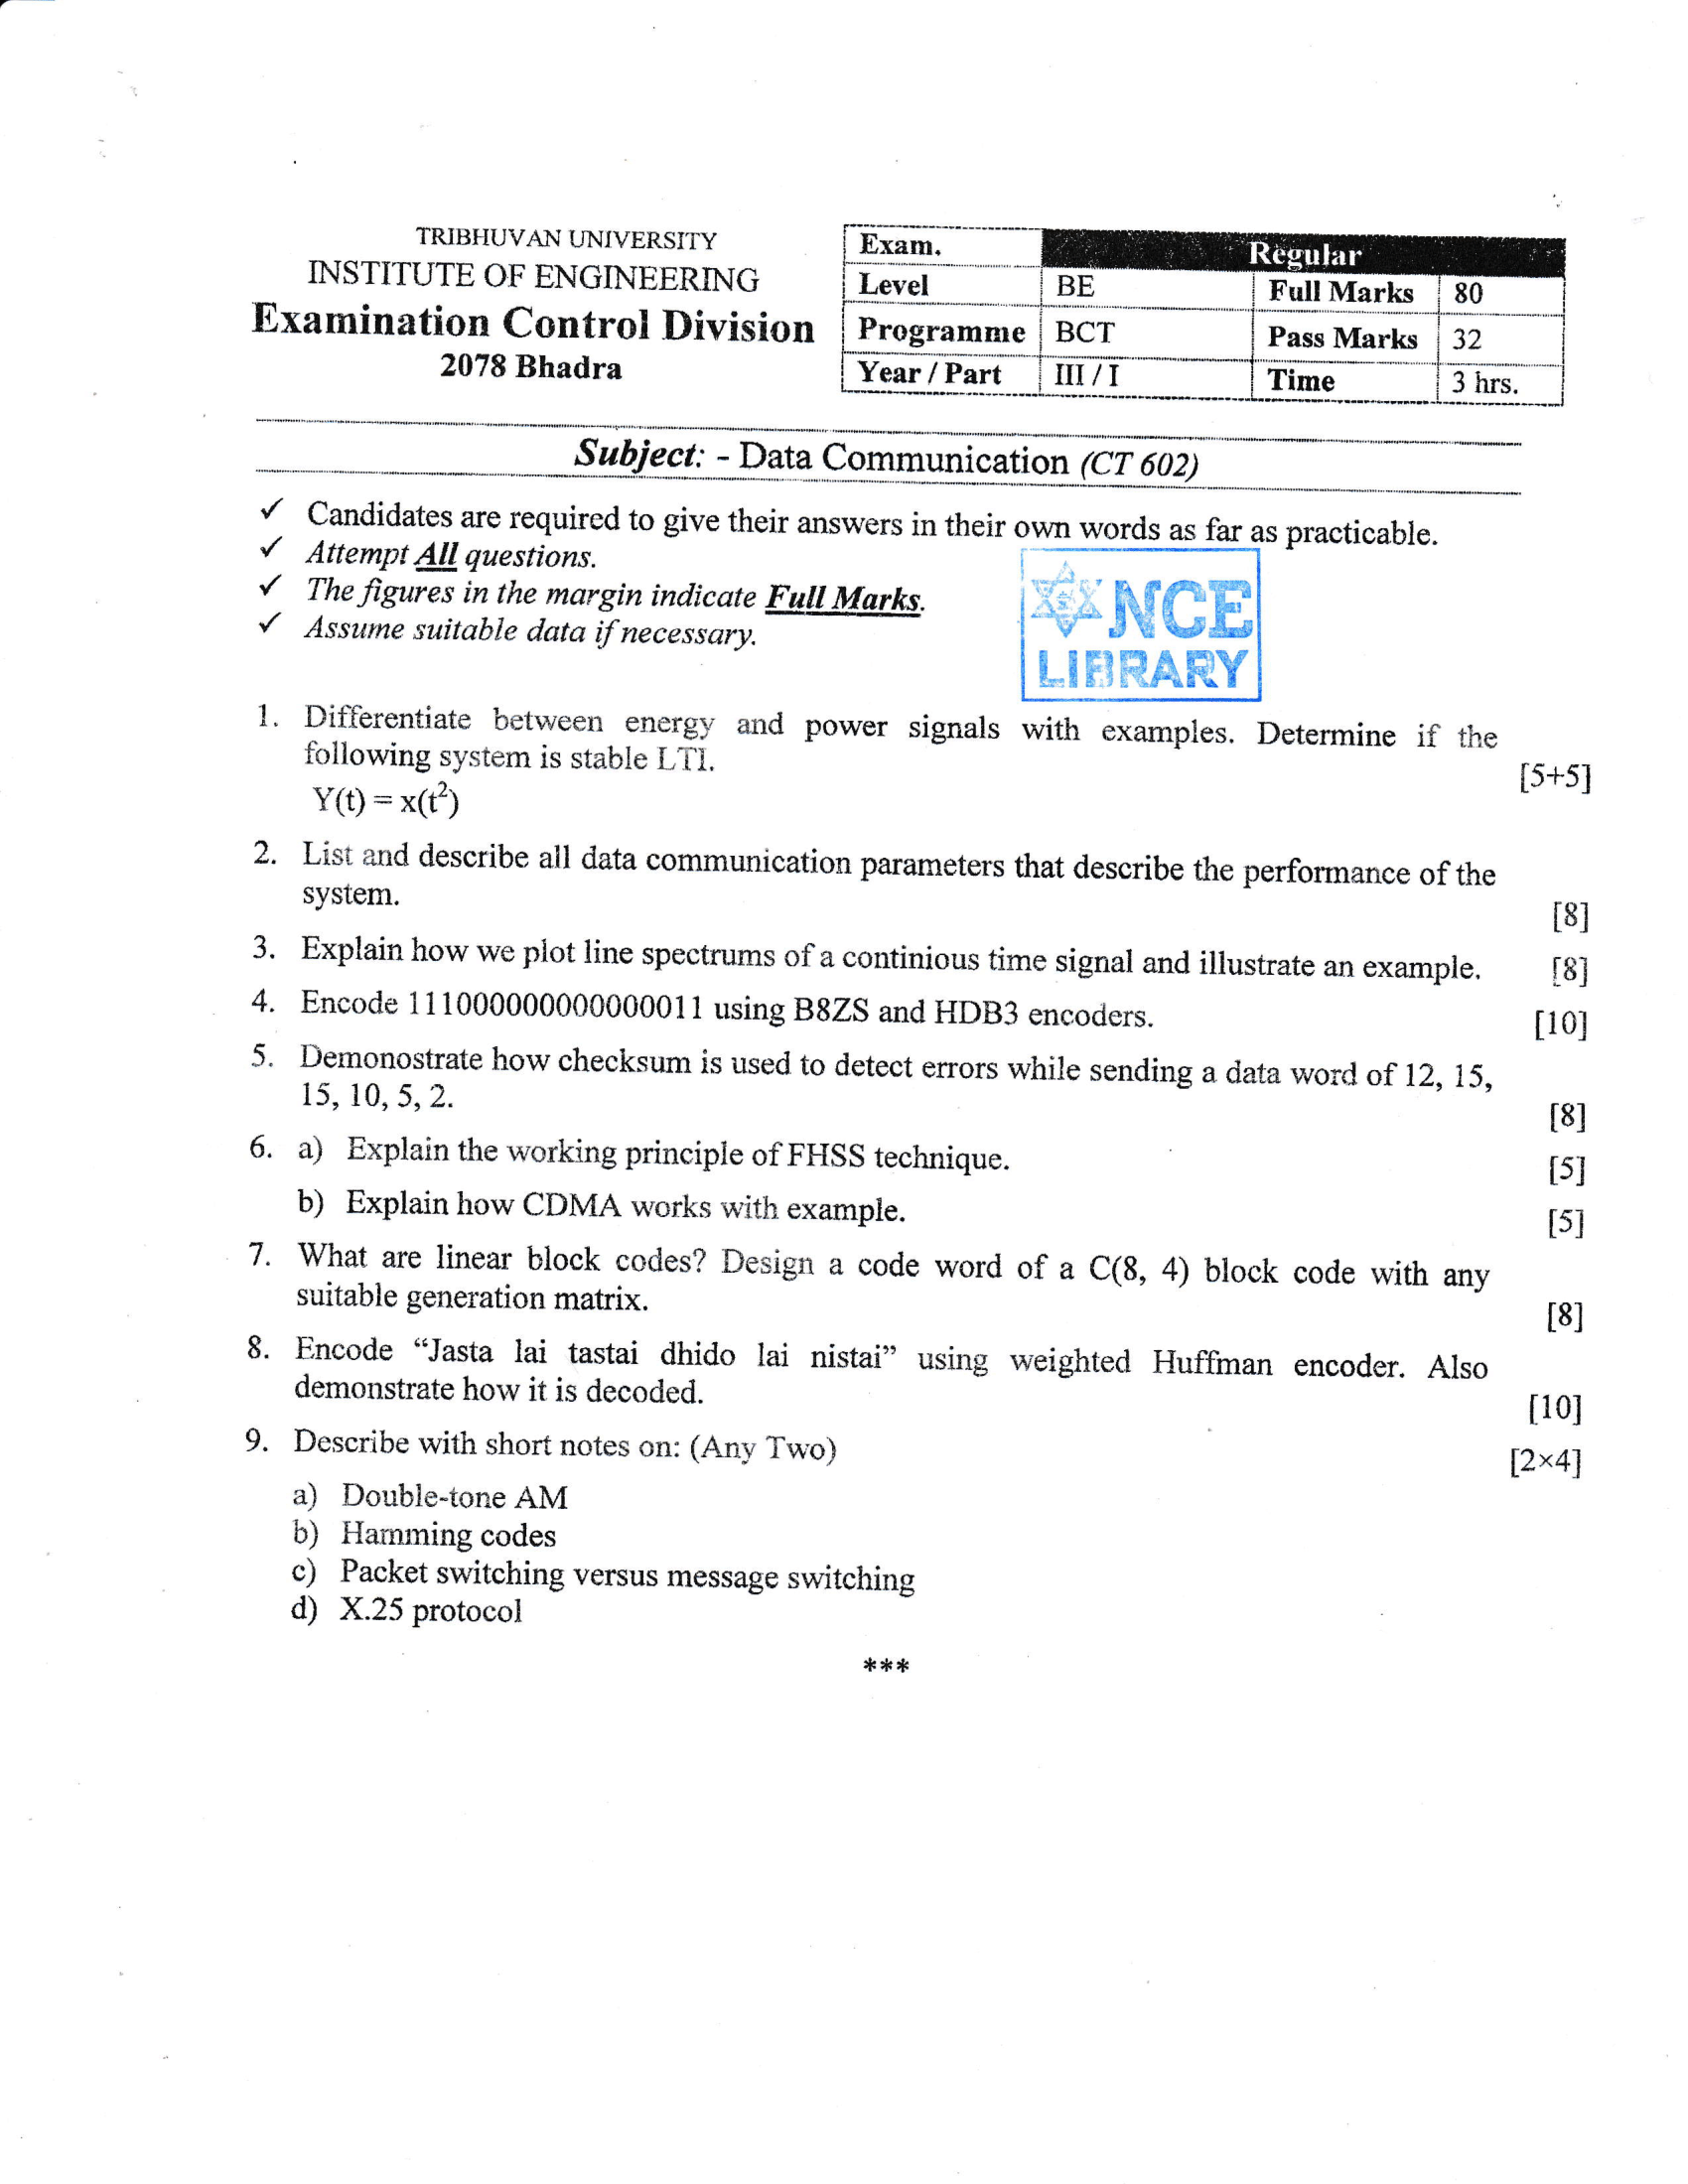 TRIBHUVAN UNIVERSITY
INSTITUTE OF ENGINEERING
Examination Control Division
2078 Bhadra
Exam. Regular
Level BE Full Marks 80
Programme BCT Pass Marks 32
Year / Part III / I Time 3 hrs.
Subject: - Data Communication (CT 602)
✓ Candidates are required to give their answers in their own words as far as practicable.
✓ Attempt All questions.
✓ The figures in the margin indicate Full Marks.
✓ Assume suitable data if necessary.
NCE
LIBRARY
1. Differentiate between energy and power signals with examples. Determine if the
following system is stable LTI. [5+5]
Y(t) = x(t²)
2. List and describe all data communication parameters that describe the performance of the
system. [8]
3. Explain how we plot line spectrums of a continious time signal and illustrate an example. [8]
4. Encode 111000000000000011 using B8ZS and HDB3 encoders. [10]
5. Demonostrate how checksum is used to detect errors while sending a data word of 12, 15,
15, 10, 5, 2. [8]
6. a) Explain the working principle of FHSS technique. [5]
b) Explain how CDMA works with example. [5]
7. What are linear block codes? Design a code word of a C(8, 4) block code with any
suitable generation matrix. [8]
8. Encode “Jasta lai tastai dhido lai nistai” using weighted Huffman encoder. Also
demonstrate how it is decoded. [10]
9. Describe with short notes on: (Any Two) [2×4]
a) Double-tone AM
b) Hamming codes
c) Packet switching versus message switching
d) X.25 protocol
***